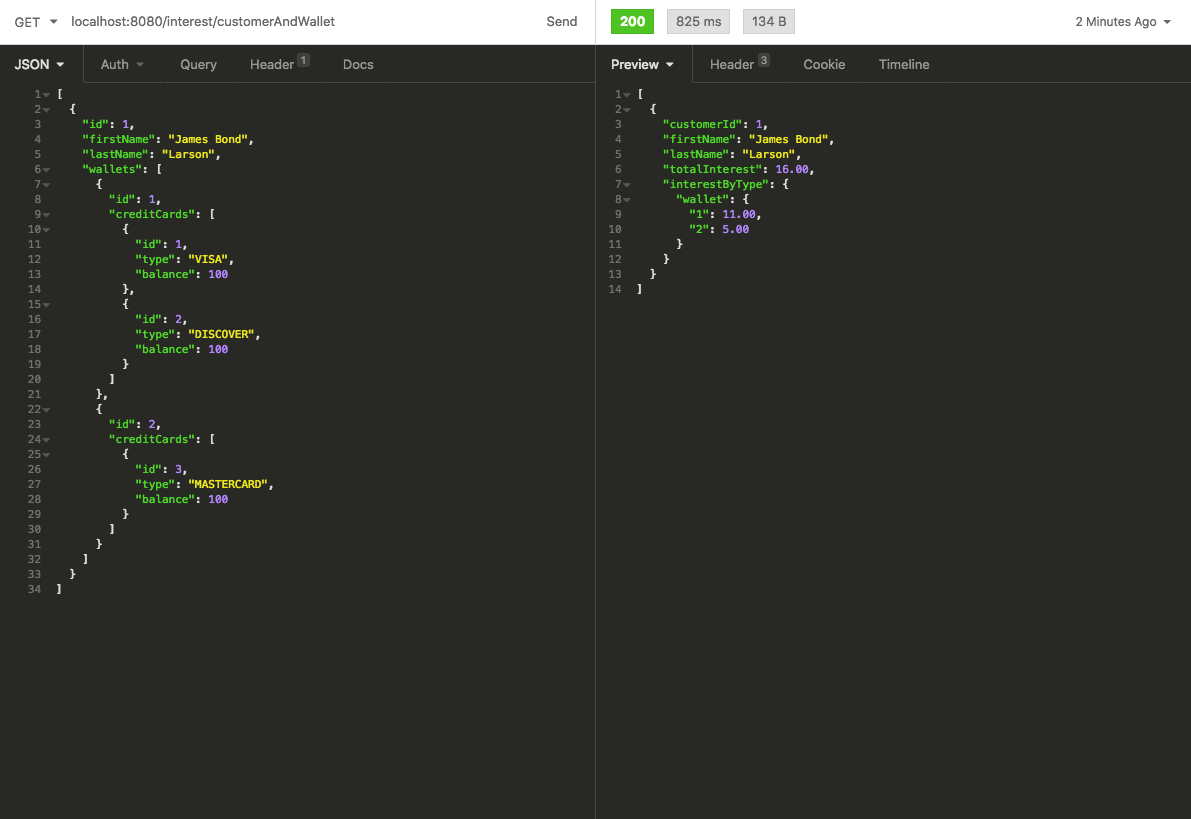 GET localhost:8080/interest/customerAndWallet Send 200 825 ms 134 B 2 Minutes Ago
JSON Auth Query Header 1 Docs
1 [
2 {
3 "id": 1,
4 "firstName": "James Bond",
5 "lastName": "Larson",
6 "wallets": [
7 {
8 "id": 1,
9 "creditCards": [
10 {
11 "id": 1,
12 "type": "VISA",
13 "balance": 100
14 },
15 {
16 "id": 2,
17 "type": "DISCOVER",
18 "balance": 100
19 }
20 ]
21 },
22 {
23 "id": 2,
24 "creditCards": [
25 {
26 "id": 3,
27 "type": "MASTERCARD",
28 "balance": 100
29 }
30 ]
31 }
32 ]
33 }
34 ]
Preview Header 3 Cookie Timeline
1 [
2 {
3 "customerId": 1,
4 "firstName": "James Bond",
5 "lastName": "Larson",
6 "totalInterest": 16.00,
7 "interestByType": {
8 "wallet": {
9 "1": 11.00,
10 "2": 5.00
11 }
12 }
13 }
14 ]